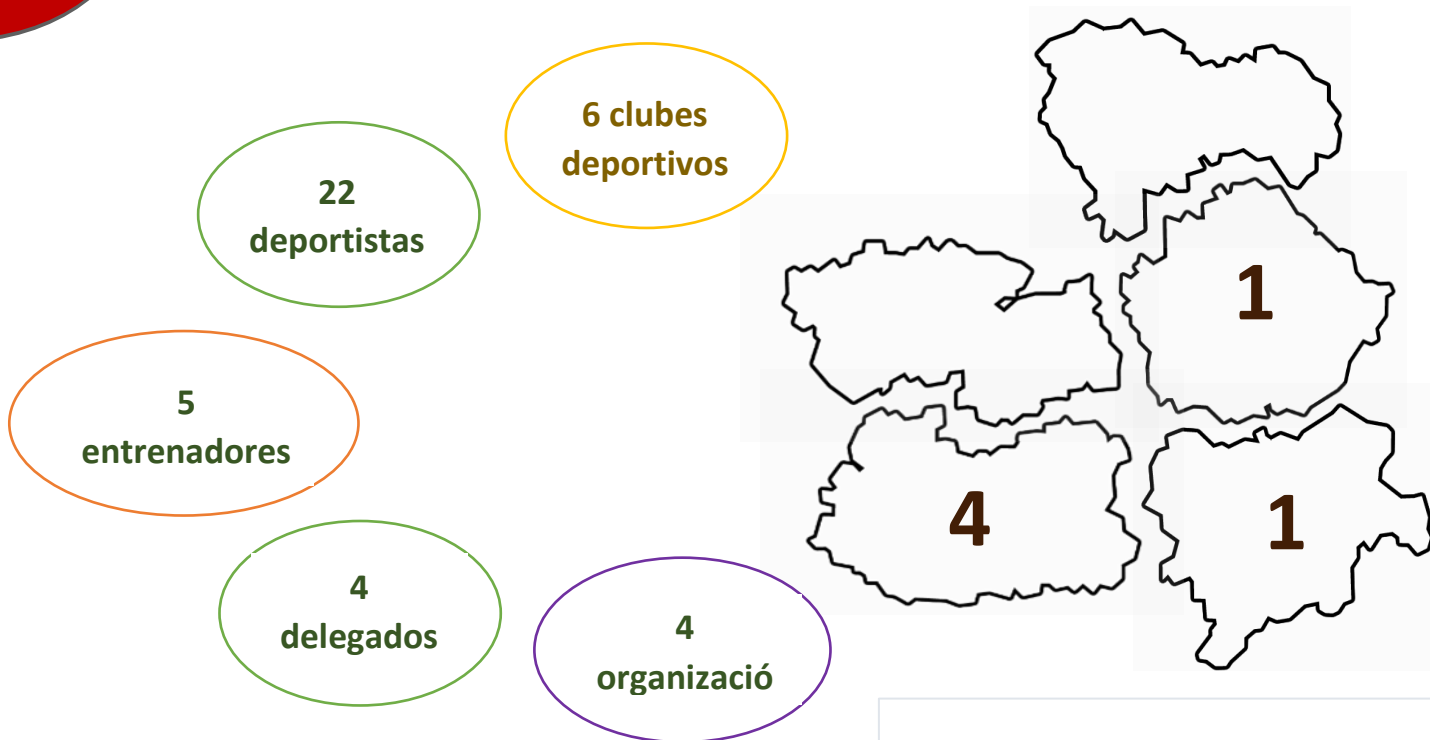 6 clubes
deportivos
22
deportistas
1
5
entrenadores
4
1
4
delegados
4
organizació